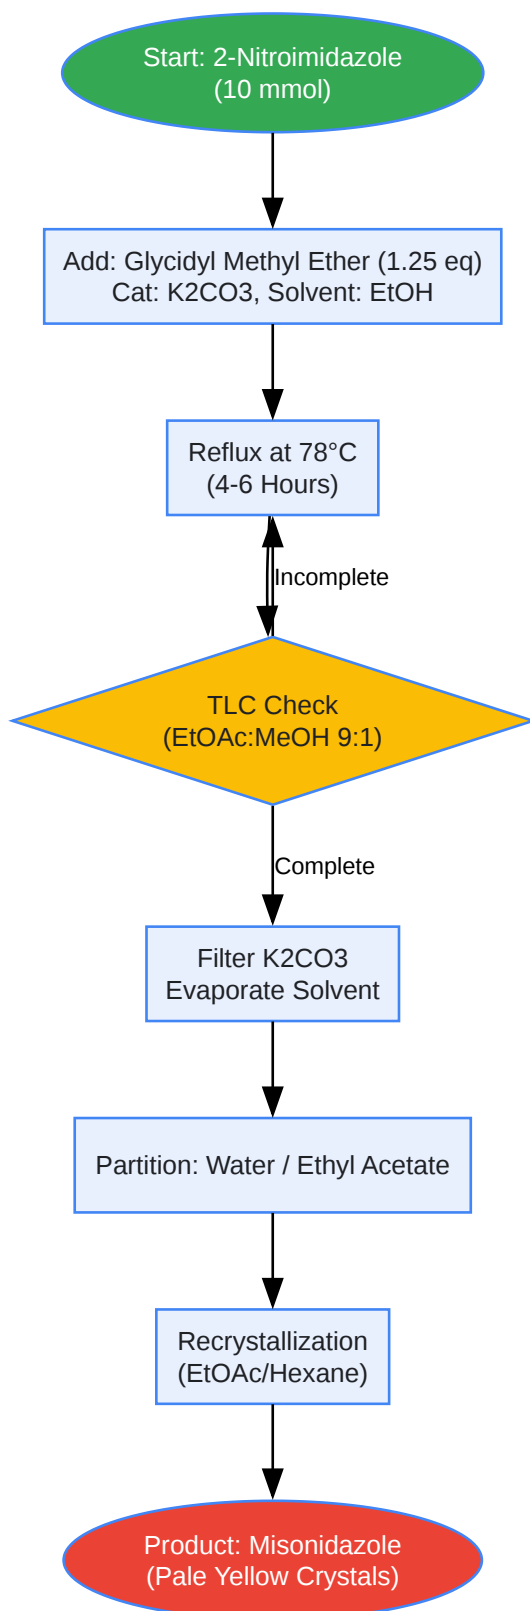 Start: 2-Nitroimidazole
(10 mmol)
Add: Glycidyl Methyl Ether (1.25 eq)
Cat: K2CO3, Solvent: EtOH
Reflux at 78°C
(4-6 Hours)
Incomplete
TLC Check
(EtOAc:MeOH 9:1)
Complete
Filter K2CO3
Evaporate Solvent
Partition: Water / Ethyl Acetate
Recrystallization
(EtOAc/Hexane)
Product: Misonidazole
(Pale Yellow Crystals)